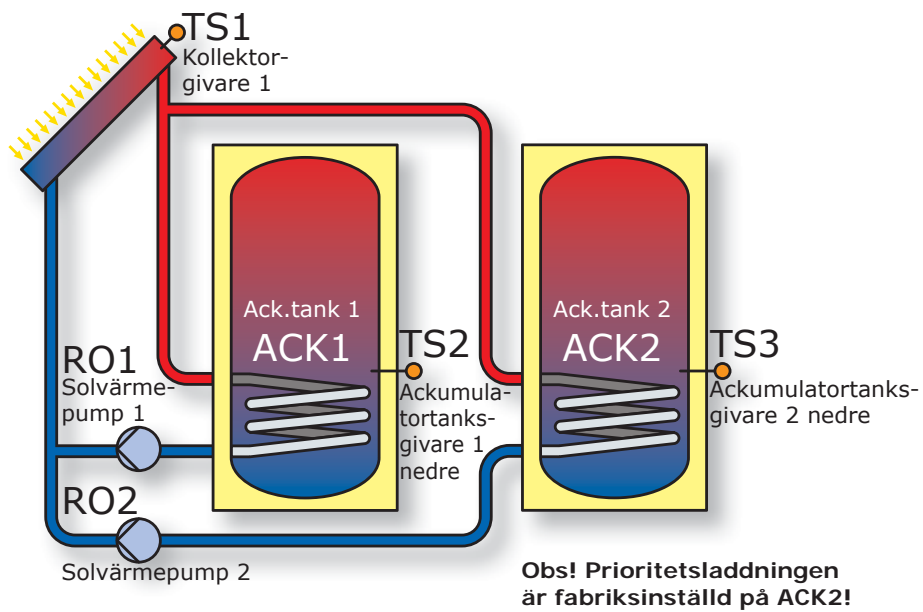 TS1
Kollektor-
givare 1
Ack.tank 1
ACK1
Ack.tank 2
ACK2
TS2
Ackumula-
tortanks-
givare 1
nedre
TS3
Ackumulatortanks-
givare 2 nedre
RO1
Solvärme-
pump 1
RO2
Solvärmepump 2
Obs! Prioritetsladdningen
är fabriksinställd på ACK2!